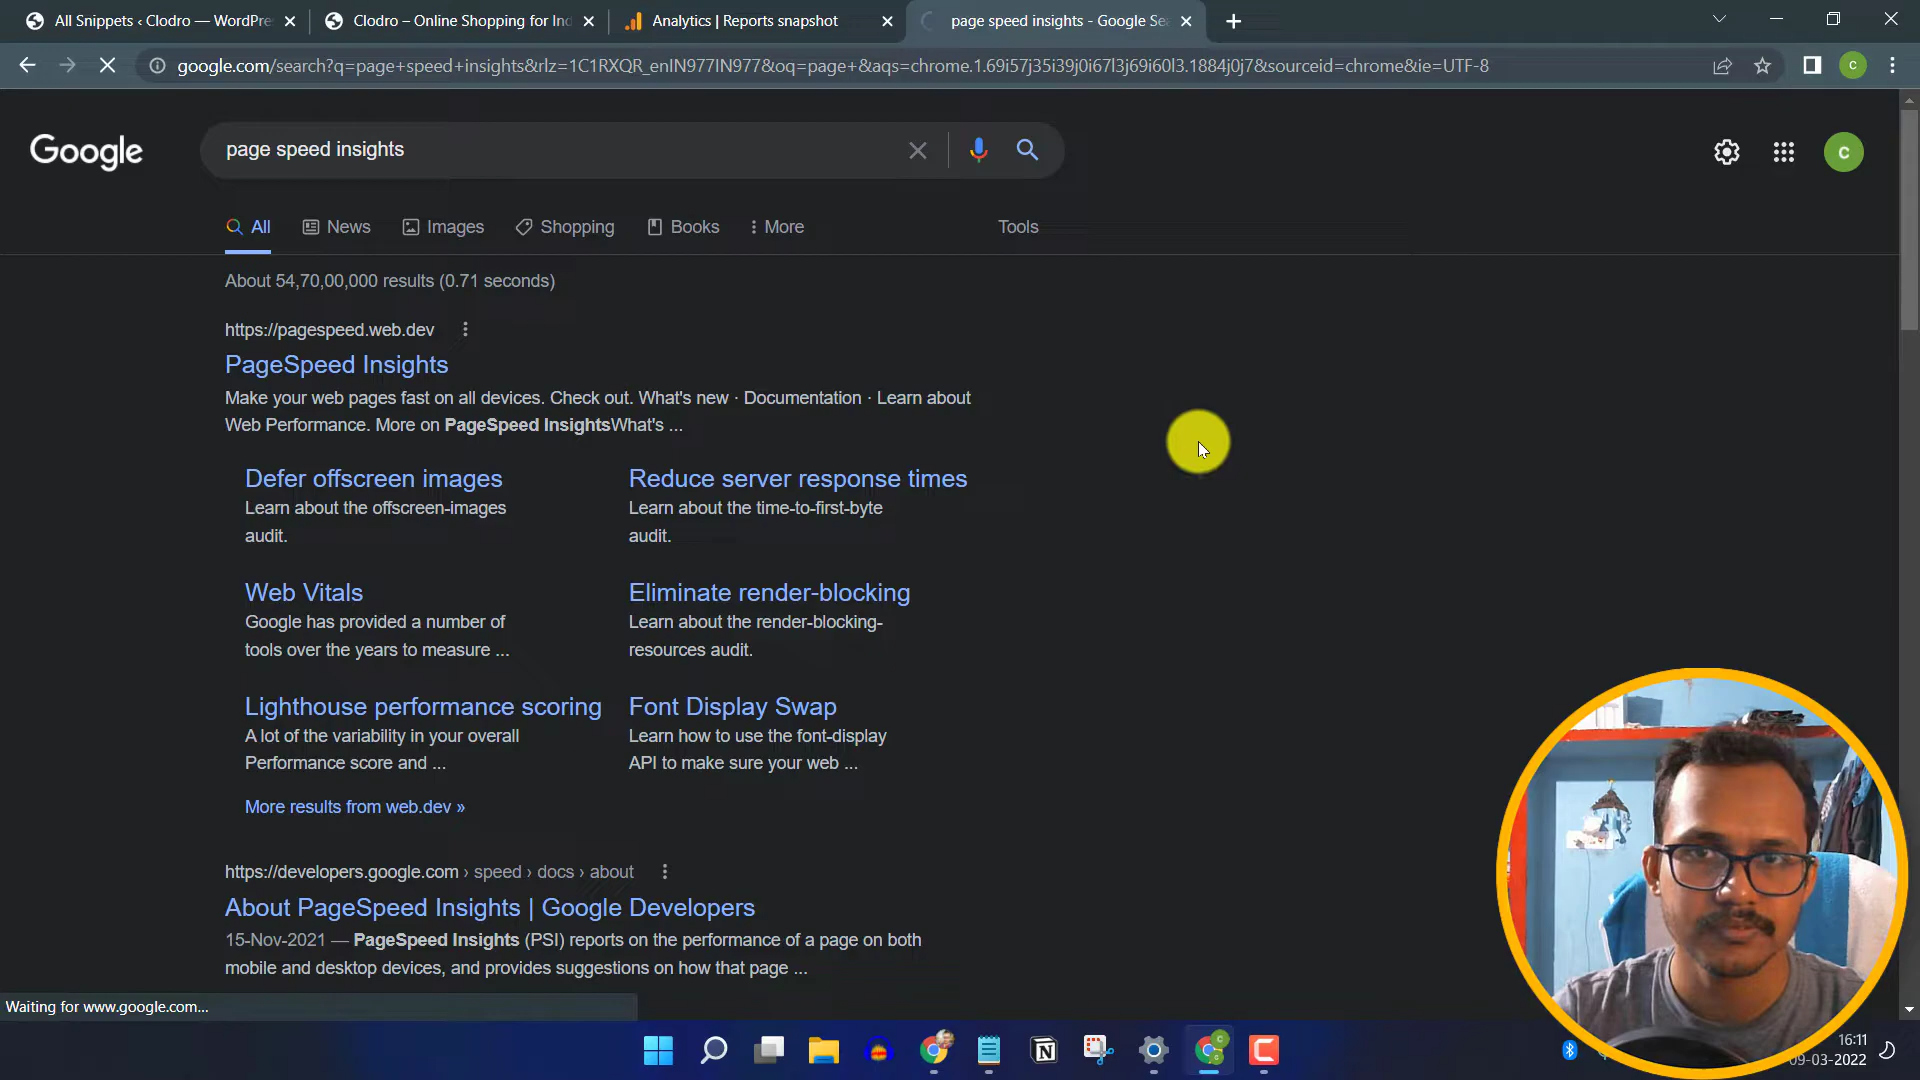 All Snippets ‹ Clodro — WordPre
Clodro – Online Shopping for Ind
Analytics | Reports snapshot
page speed insights - Google Sea
google.com/search?q=page+speed+insights&rlz=1C1RXQR_enIN977IN977&oq=page+&aqs=chrome.1.69i57j35i39j0i67l3j69i60l3.1884j0j7&sourceid=chrome&ie=UTF-8
C
Google
page speed insights
C
All
News
Images
Shopping
Books
More
Tools
About 54,70,00,000 results (0.71 seconds)
https://pagespeed.web.dev
PageSpeed Insights
Make your web pages fast on all devices. Check out. What's new · Documentation · Learn about
Web Performance. More on PageSpeed InsightsWhat's ...
Defer offscreen images
Learn about the offscreen-images
audit.
Reduce server response times
Learn about the time-to-first-byte
audit.
Web Vitals
Google has provided a number of
tools over the years to measure ...
Eliminate render-blocking
Learn about the render-blocking-
resources audit.
Lighthouse performance scoring
A lot of the variability in your overall
Performance score and ...
Font Display Swap
Learn how to use the font-display
API to make sure your web ...
More results from web.dev »
https://developers.google.com › speed › docs › about
About PageSpeed Insights | Google Developers
15-Nov-2021 — PageSpeed Insights (PSI) reports on the performance of a page on both
mobile and desktop devices, and provides suggestions on how that page ...
Waiting for www.google.com...
16:11
09-03-2022